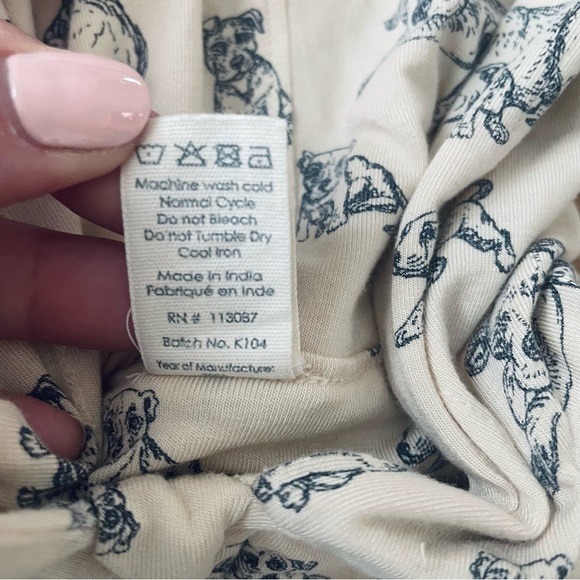 Machine wash cold
Normal Cycle
Do not Bleach
Do not Tumble Dry
Cool Iron
Made in India
Fabriqué en Inde
RN # 113087
Batch No. K104
Year of Manufacture: